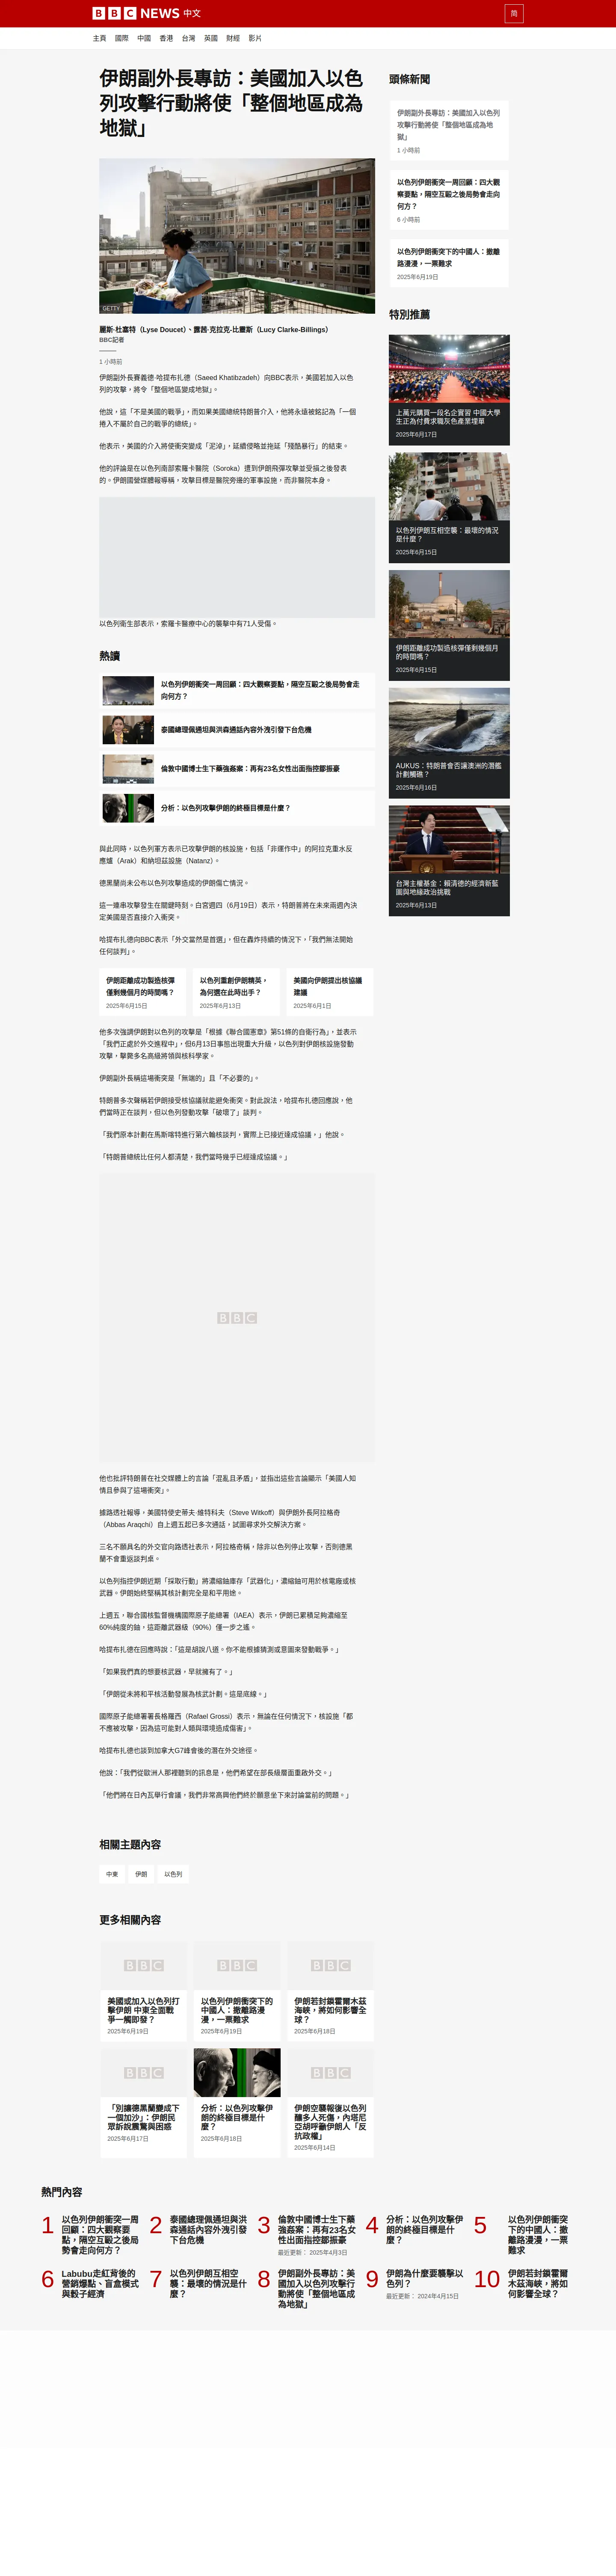 BBC NEWS 中文
简
主頁 國際 中國 香港 台灣 英國 財經 影片
伊朗副外長專訪：美國加入以色
列攻擊行動將使「整個地區成為
地獄」
GETTY
麗斯·杜塞特（Lyse Doucet）、露茜·克拉克-比靈斯（Lucy Clarke-Billings）
BBC記者
1 小時前
伊朗副外長賽義德·哈提布扎德（Saeed Khatibzadeh）向BBC表示，美國若加入以色
列的攻擊，將令「整個地區變成地獄」。
他說，這「不是美國的戰爭」，而如果美國總統特朗普介入，他將永遠被銘記為「一個
捲入不屬於自己的戰爭的總統」。
他表示，美國的介入將使衝突變成「泥淖」，延續侵略並拖延「殘酷暴行」的結束。
他的評論是在以色列南部索羅卡醫院（Soroka）遭到伊朗飛彈攻擊並受損之後發表
的。伊朗國營媒體報導稱，攻擊目標是醫院旁邊的軍事設施，而非醫院本身。
以色列衛生部表示，索羅卡醫療中心的襲擊中有71人受傷。
熱讀
以色列伊朗衝突一周回顧：四大觀察要點，隔空互毆之後局勢會走
向何方？
泰國總理佩通坦與洪森通話內容外洩引發下台危機
倫敦中國博士生下藥強姦案：再有23名女性出面指控鄒振豪
分析：以色列攻擊伊朗的終極目標是什麼？
與此同時，以色列軍方表示已攻擊伊朗的核設施，包括「非運作中」的阿拉克重水反
應爐（Arak）和納坦茲設施（Natanz）。
德黑蘭尚未公布以色列攻擊造成的伊朗傷亡情況。
這一連串攻擊發生在關鍵時刻。白宮週四（6月19日）表示，特朗普將在未來兩週內決
定美國是否直接介入衝突。
哈提布扎德向BBC表示「外交當然是首選」，但在轟炸持續的情況下，「我們無法開始
任何談判」。
伊朗距離成功製造核彈
僅剩幾個月的時間嗎？
2025年6月15日
以色列重創伊朗精英，
為何選在此時出手？
2025年6月13日
美國向伊朗提出核協議
建議
2025年6月1日
他多次強調伊朗對以色列的攻擊是「根據《聯合國憲章》第51條的自衛行為」，並表示
「我們正處於外交進程中」，但6月13日事態出現重大升級，以色列對伊朗核設施發動
攻擊，擊斃多名高級將領與核科學家。
伊朗副外長稱這場衝突是「無端的」且「不必要的」。
特朗普多次聲稱若伊朗接受核協議就能避免衝突。對此說法，哈提布扎德回應說，他
們當時正在談判，但以色列發動攻擊「破壞了」談判。
「我們原本計劃在馬斯喀特進行第六輪核談判，實際上已接近達成協議，」他說。
「特朗普總統比任何人都清楚，我們當時幾乎已經達成協議。」
BBC
他也批評特朗普在社交媒體上的言論「混亂且矛盾」，並指出這些言論顯示「美國人知
情且參與了這場衝突」。
據路透社報導，美國特使史蒂夫·維特科夫（Steve Witkoff）與伊朗外長阿拉格奇
（Abbas Araqchi）自上週五起已多次通話，試圖尋求外交解決方案。
三名不願具名的外交官向路透社表示，阿拉格奇稱，除非以色列停止攻擊，否則德黑
蘭不會重返談判桌。
以色列指控伊朗近期「採取行動」將濃縮鈾庫存「武器化」，濃縮鈾可用於核電廠或核
武器。伊朗始終堅稱其核計劃完全是和平用途。
上週五，聯合國核監督機構國際原子能總署（IAEA）表示，伊朗已累積足夠濃縮至
60%純度的鈾，這距離武器級（90%）僅一步之遙。
哈提布扎德在回應時說：「這是胡說八道。你不能根據猜測或意圖來發動戰爭。」
「如果我們真的想要核武器，早就擁有了。」
「伊朗從未將和平核活動發展為核武計劃。這是底線。」
國際原子能總署署長格羅西（Rafael Grossi）表示，無論在任何情況下，核設施「都
不應被攻擊，因為這可能對人類與環境造成傷害」。
哈提布扎德也談到加拿大G7峰會後的潛在外交途徑。
他說：「我們從歐洲人那裡聽到的訊息是，他們希望在部長級層面重啟外交。」
「他們將在日內瓦舉行會議，我們非常高興他們終於願意坐下來討論當前的問題。」
相關主題內容
中東 伊朗 以色列
更多相關內容
BBC
美國或加入以色列打
擊伊朗 中東全面戰
爭一觸即發？
2025年6月19日
BBC
以色列伊朗衝突下的
中國人：撤離路漫
漫，一票難求
2025年6月19日
BBC
伊朗若封鎖霍爾木茲
海峽，將如何影響全
球？
2025年6月18日
BBC
「別讓德黑蘭變成下
一個加沙」：伊朗民
眾訴說震驚與困惑
2025年6月17日
分析：以色列攻擊伊
朗的終極目標是什
麼？
2025年6月18日
BBC
伊朗空襲報復以色列
釀多人死傷，內塔尼
亞胡呼籲伊朗人「反
抗政權」
2025年6月14日
頭條新聞
伊朗副外長專訪：美國加入以色列
攻擊行動將使「整個地區成為地
獄」
1 小時前
以色列伊朗衝突一周回顧：四大觀
察要點，隔空互毆之後局勢會走向
何方？
6 小時前
以色列伊朗衝突下的中國人：撤離
路漫漫，一票難求
2025年6月19日
特別推薦
上萬元購買一段名企實習 中國大學
生正為付費求職灰色產業埋單
2025年6月17日
以色列伊朗互相空襲：最壞的情況
是什麼？
2025年6月15日
伊朗距離成功製造核彈僅剩幾個月
的時間嗎？
2025年6月15日
AUKUS：特朗普會否讓澳洲的潛艦
計劃觸礁？
2025年6月16日
台灣主權基金：賴清德的經濟新藍
圖與地緣政治挑戰
2025年6月13日
熱門內容
1
以色列伊朗衝突一周
回顧：四大觀察要
點，隔空互毆之後局
勢會走向何方？
2
泰國總理佩通坦與洪
森通話內容外洩引發
下台危機
3
倫敦中國博士生下藥
強姦案：再有23名女
性出面指控鄒振豪
最近更新： 2025年4月3日
4
分析：以色列攻擊伊
朗的終極目標是什
麼？
5
以色列伊朗衝突
下的中國人：撤
離路漫漫，一票
難求
6
Labubu走紅背後的
營銷爆點、盲盒模式
與穀子經濟
7
以色列伊朗互相空
襲：最壞的情況是什
麼？
8
伊朗副外長專訪：美
國加入以色列攻擊行
動將使「整個地區成
為地獄」
9
伊朗為什麼要襲擊以
色列？
最近更新： 2024年4月15日
10
伊朗若封鎖霍爾
木茲海峽，將如
何影響全球？